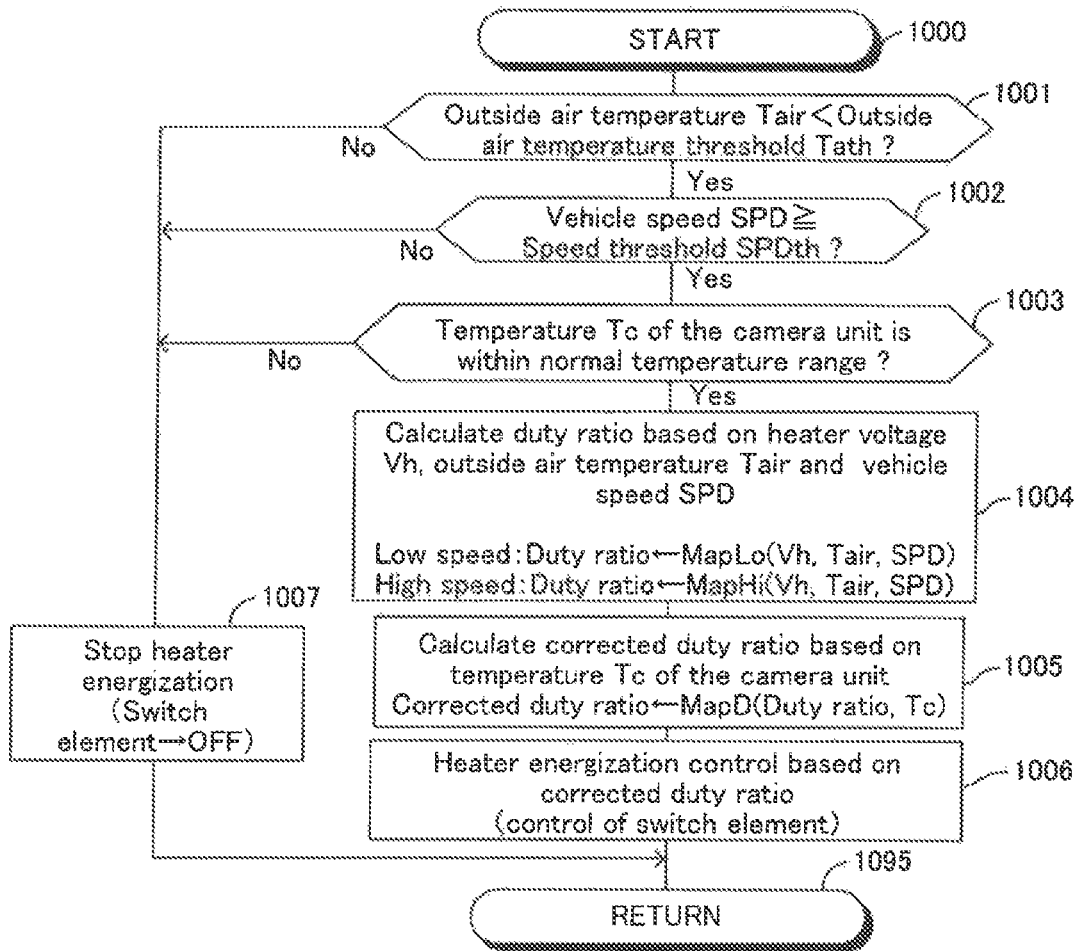 START
1000
1001
Outside air temperature Tair＜Outside
air temperature threshold Tath ?
No
Yes
1002
Vehicle speed SPD≧
Speed threshold SPDth ?
No
Yes
1003
Temperature Tc of the camera unit is
within normal temperature range ?
No
Yes
Calculate duty ratio based on heater voltage
Vh, outside air temperature Tair and vehicle
speed SPD
1004
Low speed:Duty ratio←MapLo(Vh, Tair, SPD)
High speed:Duty ratio←MapHi(Vh, Tair, SPD)
1007
Stop heater
energization
(Switch
element→OFF)
Calculate corrected duty ratio based on
temperature Tc of the camera unit
Corrected duty ratio←MapD(Duty ratio, Tc)
1005
Heater energization control based on
corrected duty ratio
(control of switch element)
1006
1095
RETURN